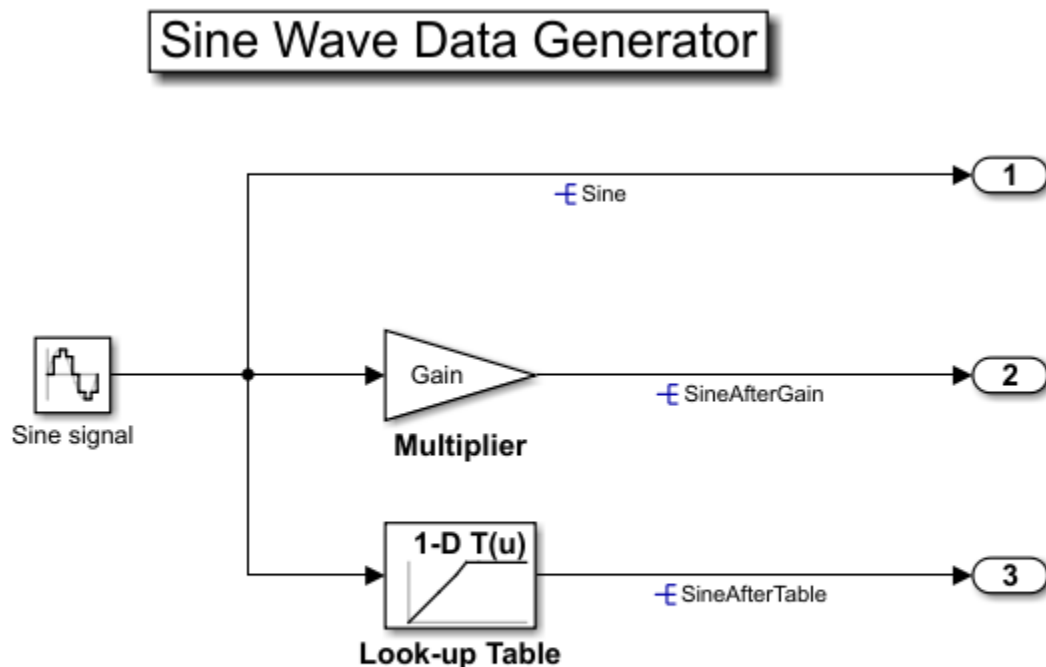 Sine Wave Data Generator
1
Sine
Gain
2
SineAfterGain
Sine signal
Multiplier
1-D T(u)
3
SineAfterTable
Look-up Table